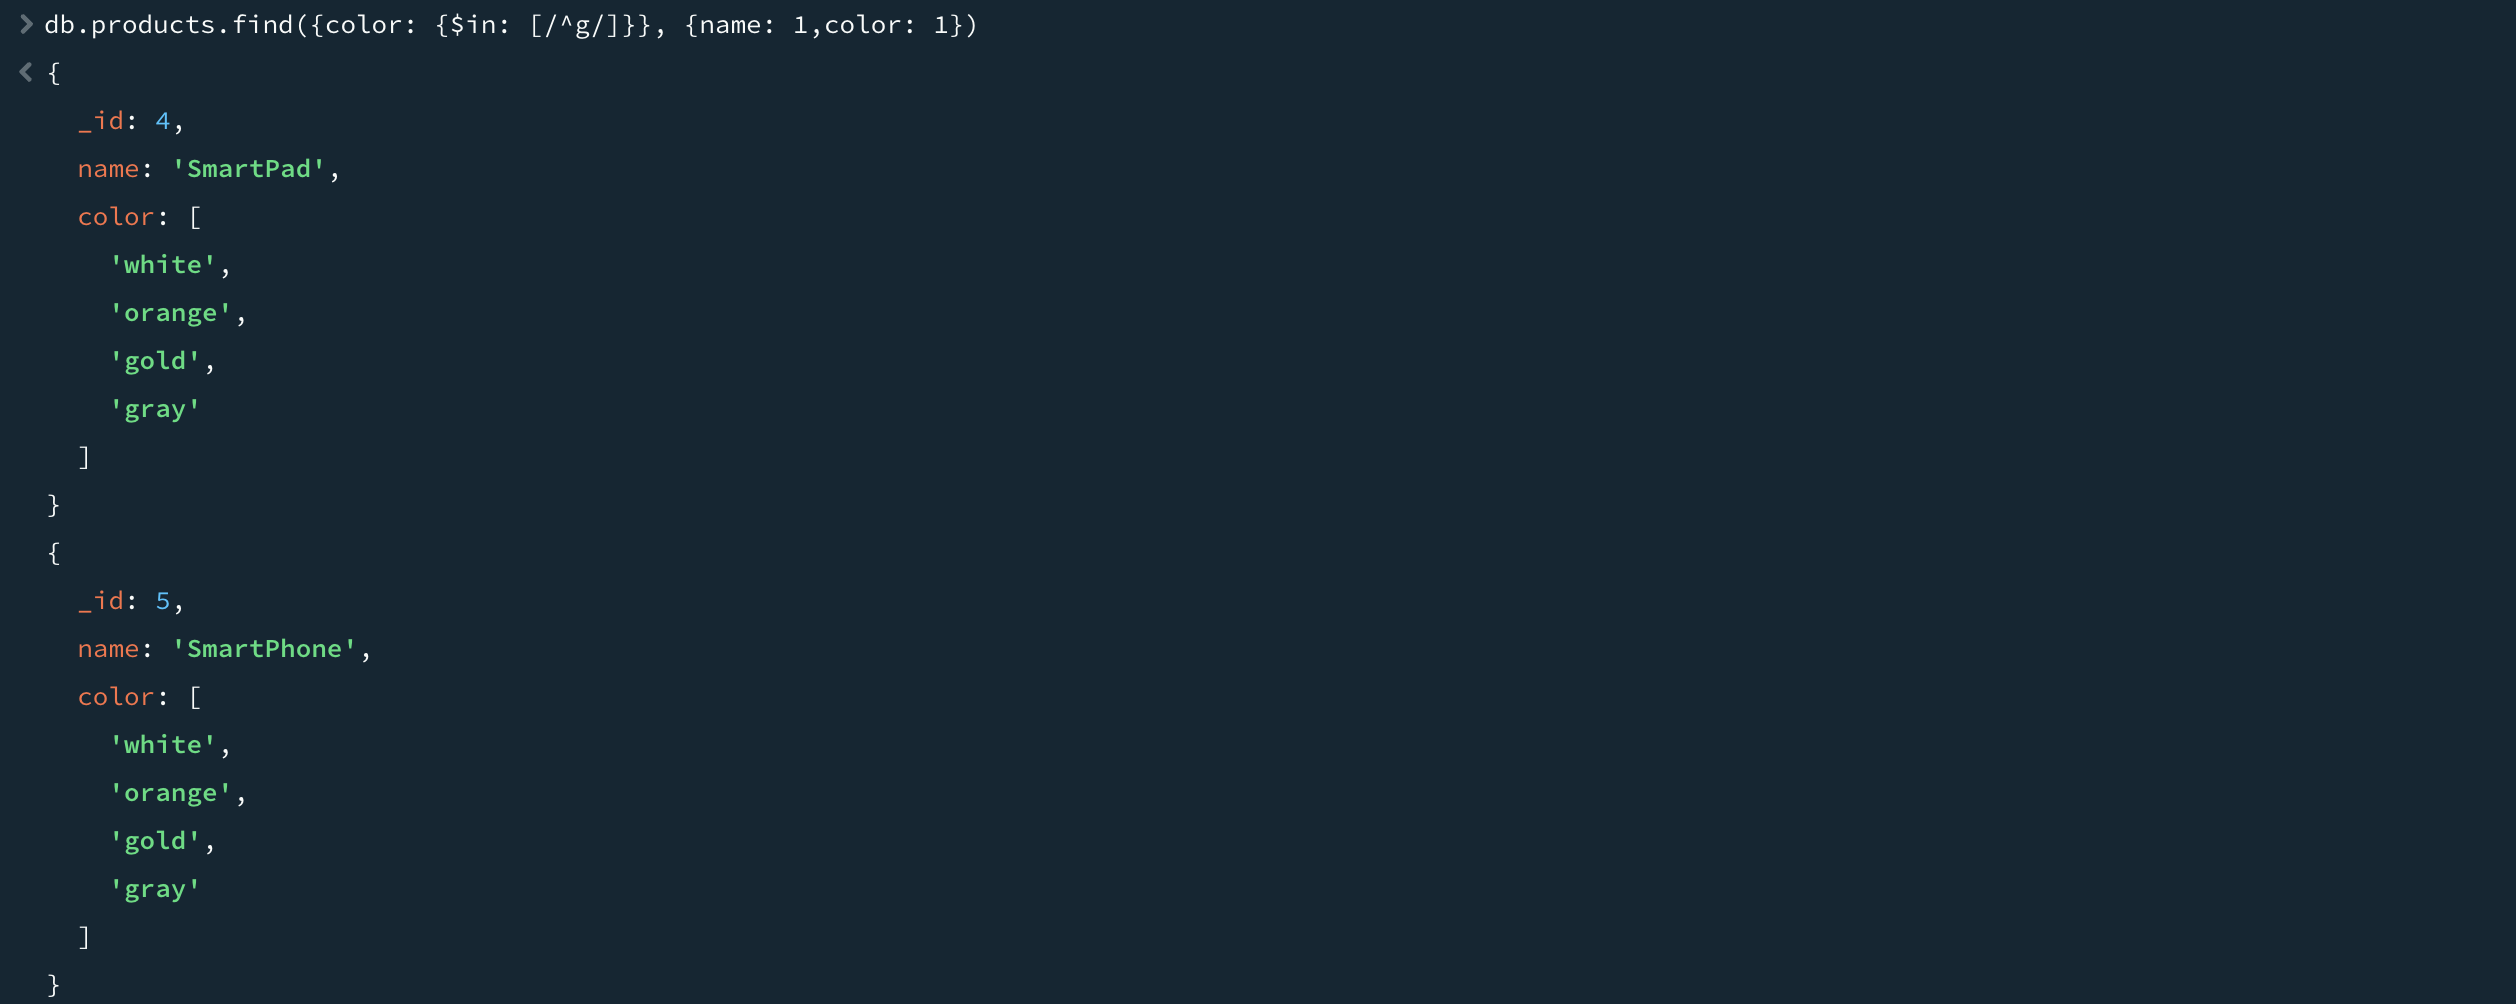 db.products.find({color: {$in: [/^g/]}}, {name: 1,color: 1})
{
_id: 4,
name: 'SmartPad',
color: [
'white',
'orange',
'gold',
'gray'
]
}
{
_id: 5,
name: 'SmartPhone',
color: [
'white',
'orange',
'gold',
'gray'
]
}